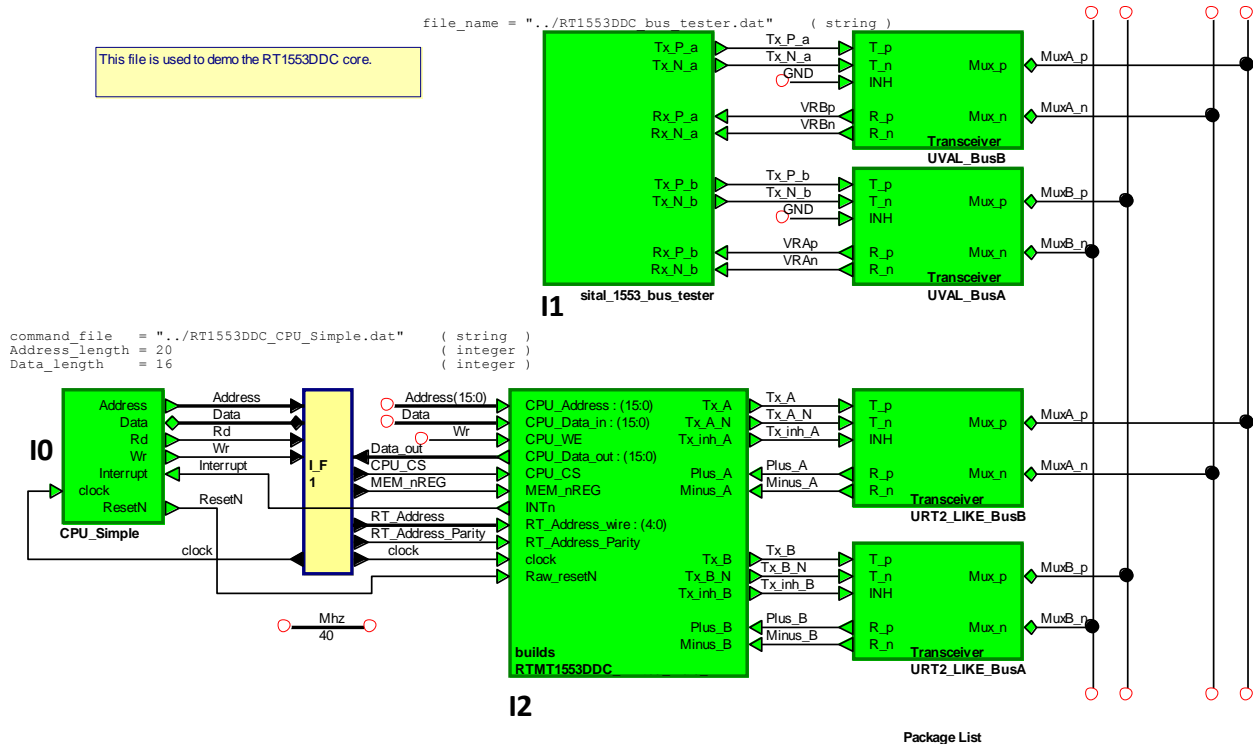 file_name = "../RT1553DDC_bus_tester.dat" ( string )
This file is used to demo the RT1553DDC core.
Tx_P_a Tx_P_a T_p
Tx_N_a Tx_N_a T_n Mux_p MuxA_p
GND INH
Rx_P_a VRBp R_p Mux_n MuxA_n
Rx_N_a VRBn R_n
Transceiver
UVAL_BusB
Tx_P_b Tx_P_b T_p
Tx_N_b Tx_N_b T_n Mux_p MuxB_p
GND INH
Rx_P_b VRAp R_p Mux_n MuxB_n
Rx_N_b VRAn R_n
Transceiver
sital_1553_bus_tester UVAL_BusA
I1
command_file = "../RT1553DDC_CPU_Simple.dat" ( string )
Address_length = 20 ( integer )
Data_length = 16 ( integer )
Address Address Address(15:0) CPU_Address : (15:0) Tx_A Tx_A T_p
Data Data Data CPU_Data_in : (15:0) Tx_A_N Tx_A_N T_n Mux_p MuxA_p
Rd Rd Wr CPU_WE Tx_inh_A Tx_inh_A INH
I0
Wr Wr Data_out CPU_Data_out : (15:0)
Interrupt Interrupt I_F CPU_CS CPU_CS Plus_A Plus_A R_p Mux_n MuxA_n
clock 1 MEM_nREG MEM_nREG Minus_A Minus_A R_n
ResetN ResetN INTn Transceiver
CPU_Simple RT_Address RT_Address_wire : (4:0) URT2_LIKE_BusB
RT_Address_Parity RT_Address_Parity
clock clock clock Tx_B Tx_B T_p
Raw_resetN Tx_B_N Tx_B_N T_n Mux_p MuxB_p
Tx_inh_B Tx_inh_B INH
Mhz
40
Plus_B Plus_B R_p Mux_n MuxB_n
Minus_B Minus_B R_n
builds Transceiver
RTMT1553DDC URT2_LIKE_BusA
I2
Package List